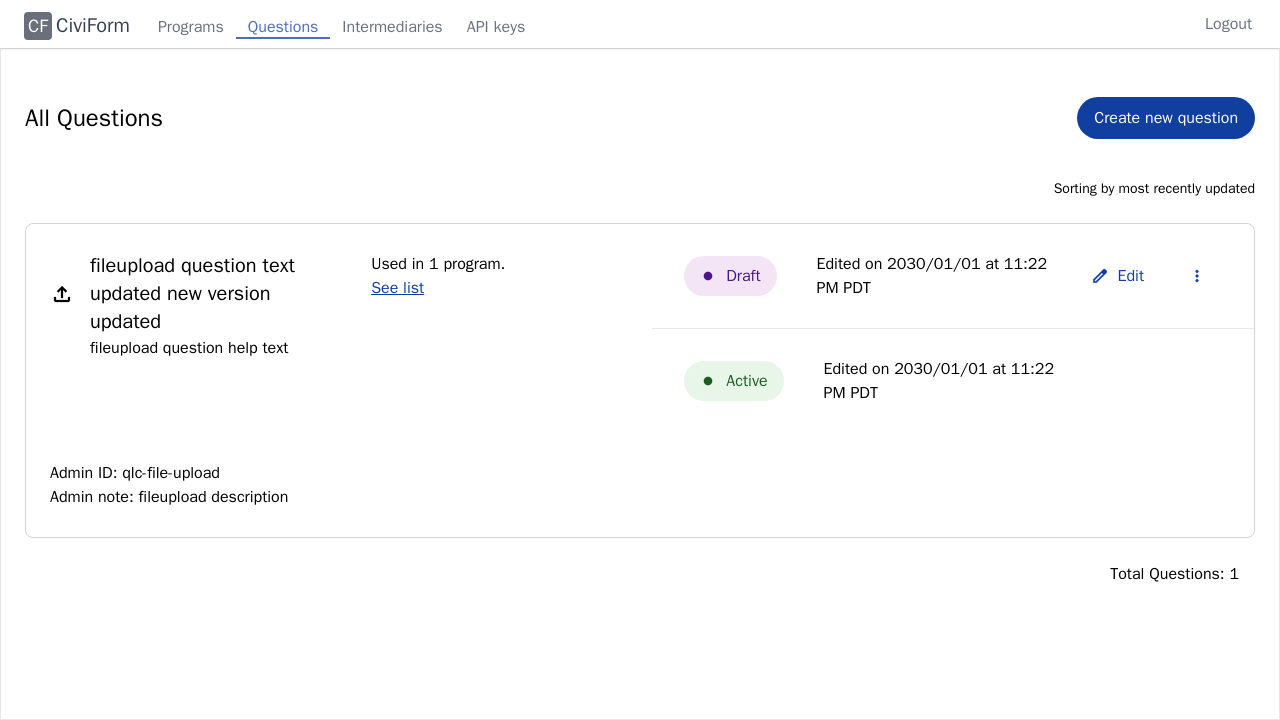 CF CiviForm Programs Questions Intermediaries API keys Logout
All Questions Create new question
Sorting by most recently updated
fileupload question text
updated new version
updated
fileupload question help text
Used in 1 program.
See list
Draft
Edited on 2030/01/01 at 11:22
PM PDT
Edit
Active
Edited on 2030/01/01 at 11:22
PM PDT
Admin ID: qlc-file-upload
Admin note: fileupload description
Total Questions: 1